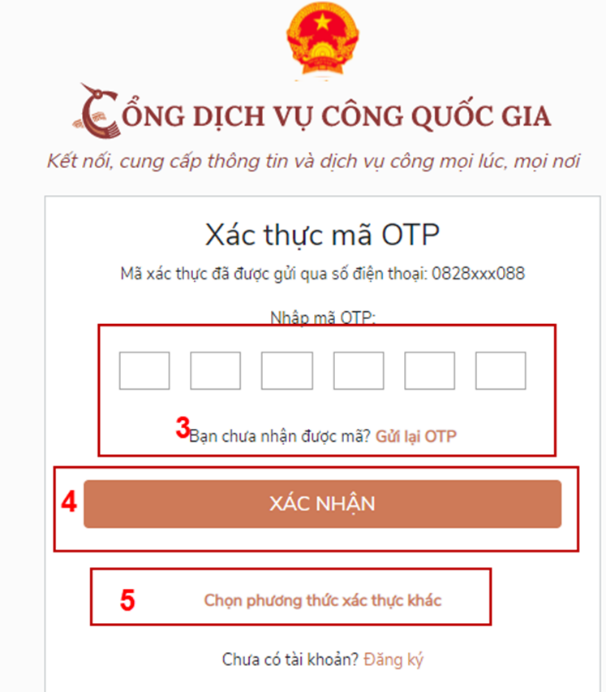 CỔNG DỊCH VỤ CÔNG QUỐC GIA
Kết nối, cung cấp thông tin và dịch vụ công mọi lúc, mọi nơi
Xác thực mã OTP
Mã xác thực đã được gửi qua số điện thoại: 0828xxx088
Nhập mã OTP:
3 Bạn chưa nhận được mã? Gửi lại OTP
4 XÁC NHẬN
5 Chọn phương thức xác thực khác
Chưa có tài khoản? Đăng ký